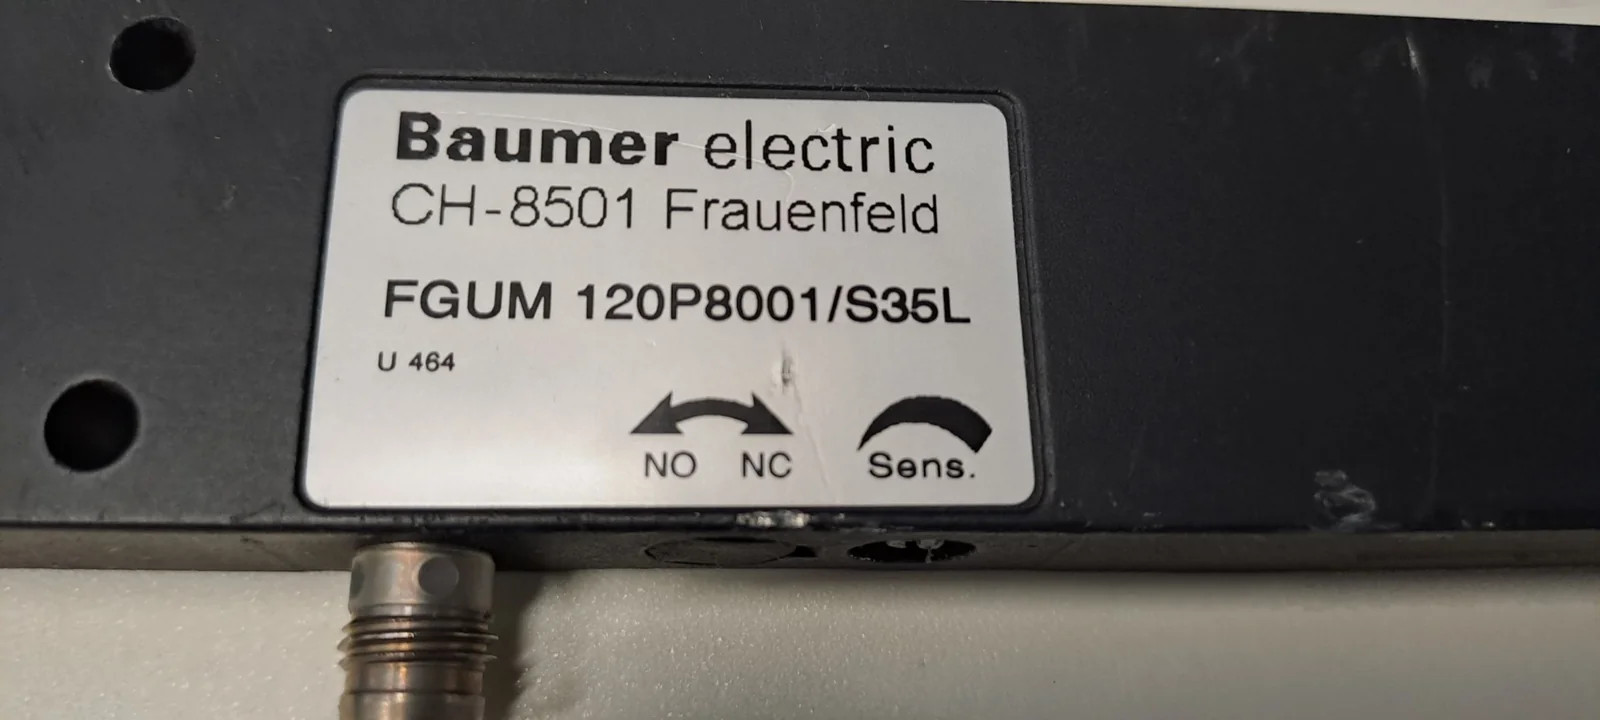 Baumer electric
CH-8501 Frauenfeld
FGUM 120P8001/S35L
U 464
NO NC Sens.